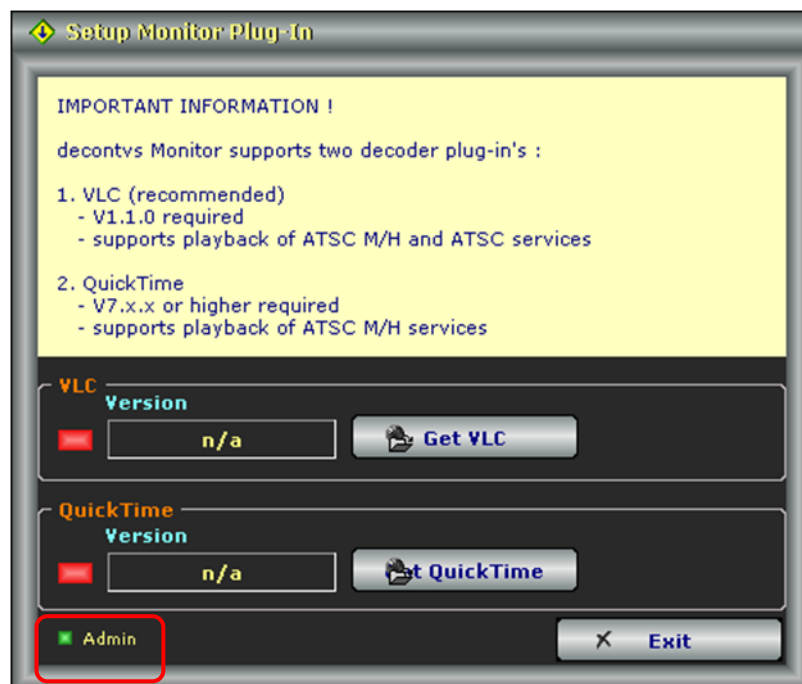 Setup Monitor Plug-In
IMPORTANT INFORMATION !
decontvs Monitor supports two decoder plug-in's :
1. VLC (recommended)
- V1.1.0 required
- supports playback of ATSC M/H and ATSC services
2. QuickTime
- V7.x.x or higher required
- supports playback of ATSC M/H services
VLC
Version
n/a
Get VLC
QuickTime
Version
n/a
t QuickTime
Admin
Exit